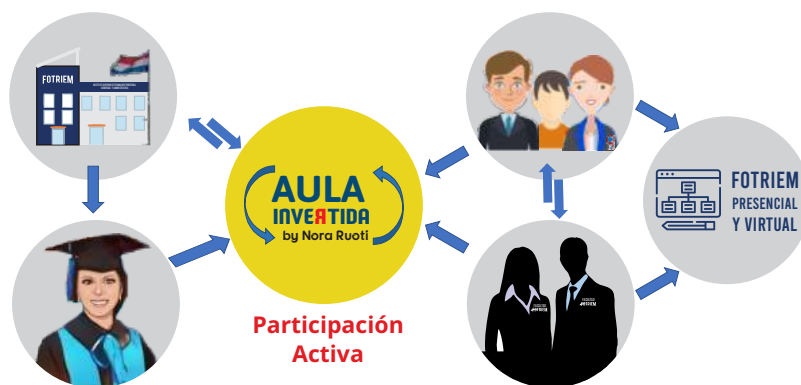 FOTRIEM
AULA
INVERTIDA
by Nora Ruoti
Participación
Activa
FOTRIEM
PRESENCIAL
Y VIRTUAL